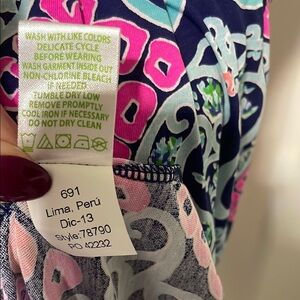 WASH WITH LIKE COLORS
DELICATE CYCLE
BEFORE WEARING
WASH GARMENT INSIDE OUT
NON-CHLORINE BLEACH
IF NEEDED
TUMBLE DRY LOW
REMOVE PROMPTLY
COOL IRON IF NECESSARY
DO NOT DRY CLEAN
691
Lima, Perú
Dic-13
Style:78790
PO 42232